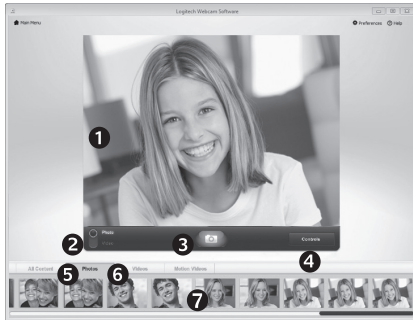 Logitech Webcam Software
Main Menu
Preferences
Help
1
Photo
2
3
Controls
4
All Content
Photos
Videos
Motion Videos
5
6
7